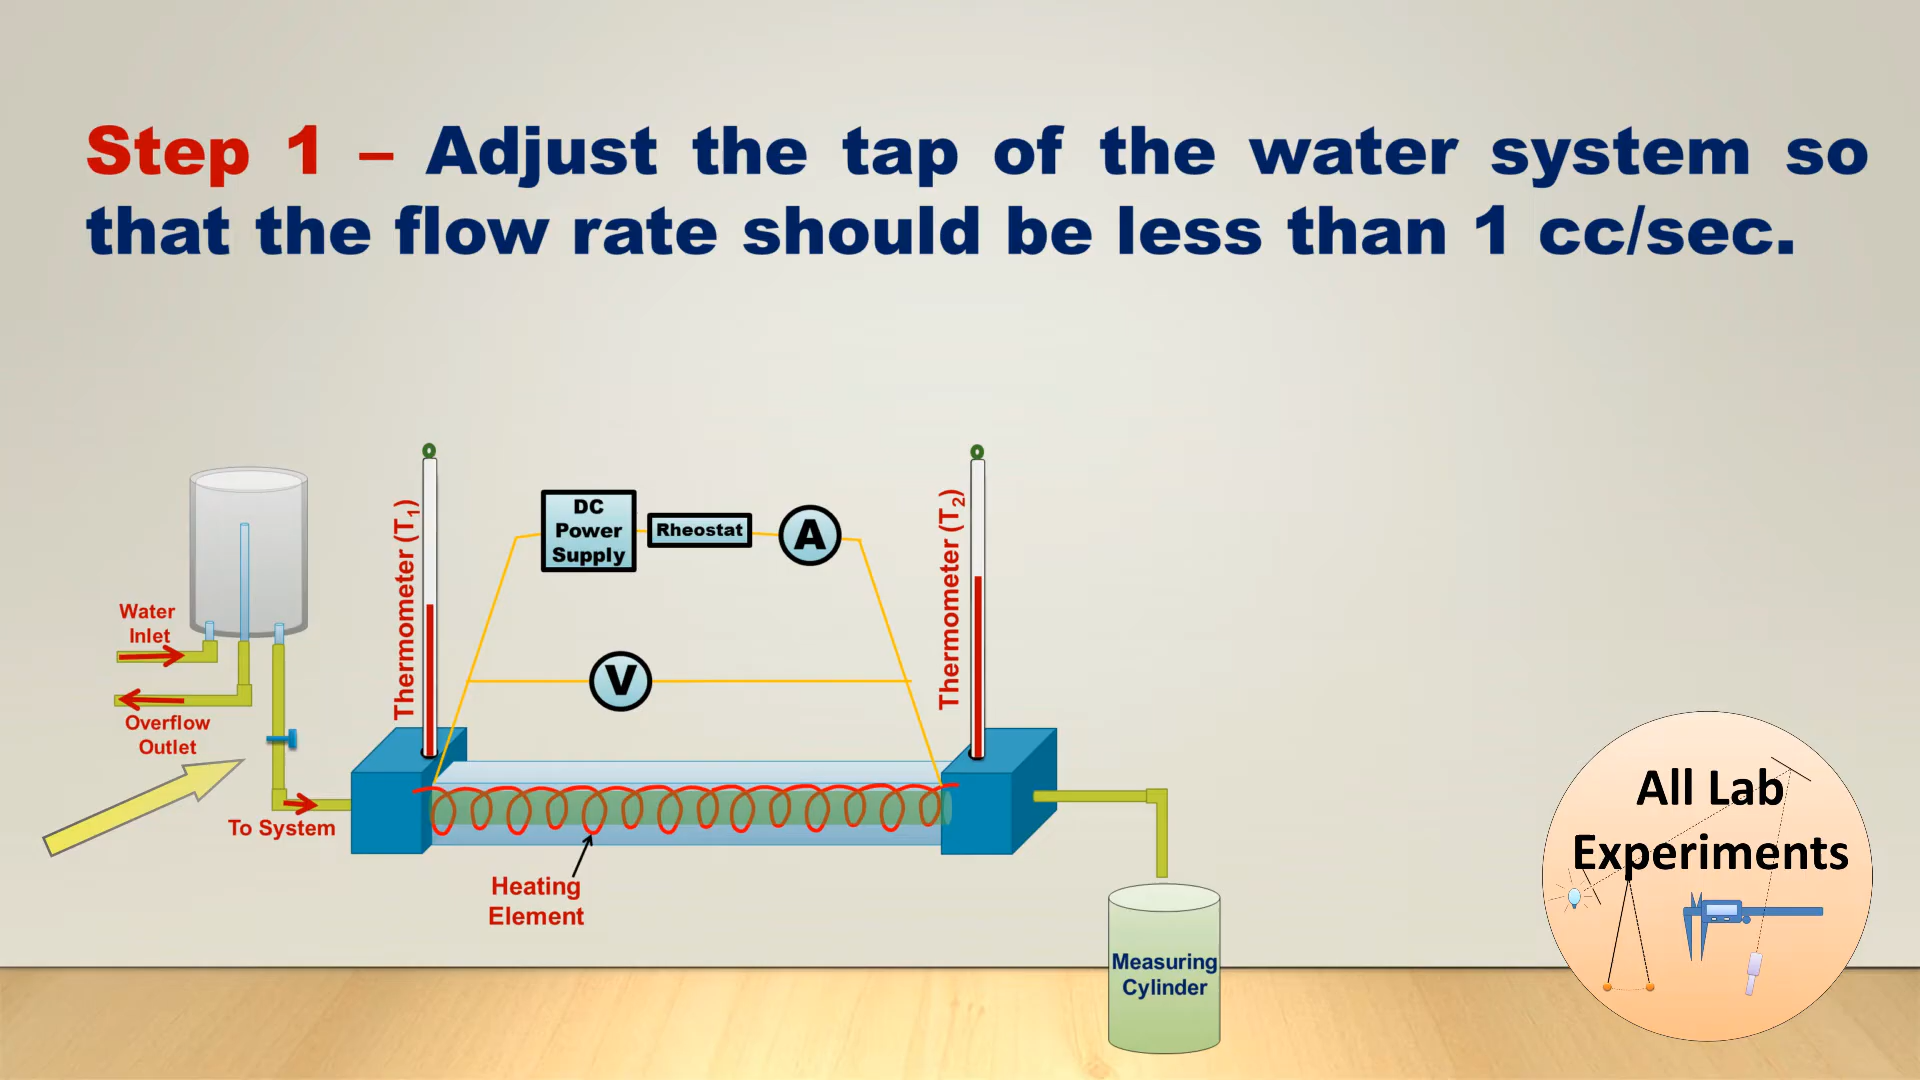 Step 1 – Adjust the tap of the water system so
that the flow rate should be less than 1 cc/sec.
DC
Power
Supply
Rheostat
A
Thermometer (T₁)
Thermometer (T₂)
V
Water
Inlet
Overflow
Outlet
To System
Heating
Element
Measuring
Cylinder
All Lab
Experiments